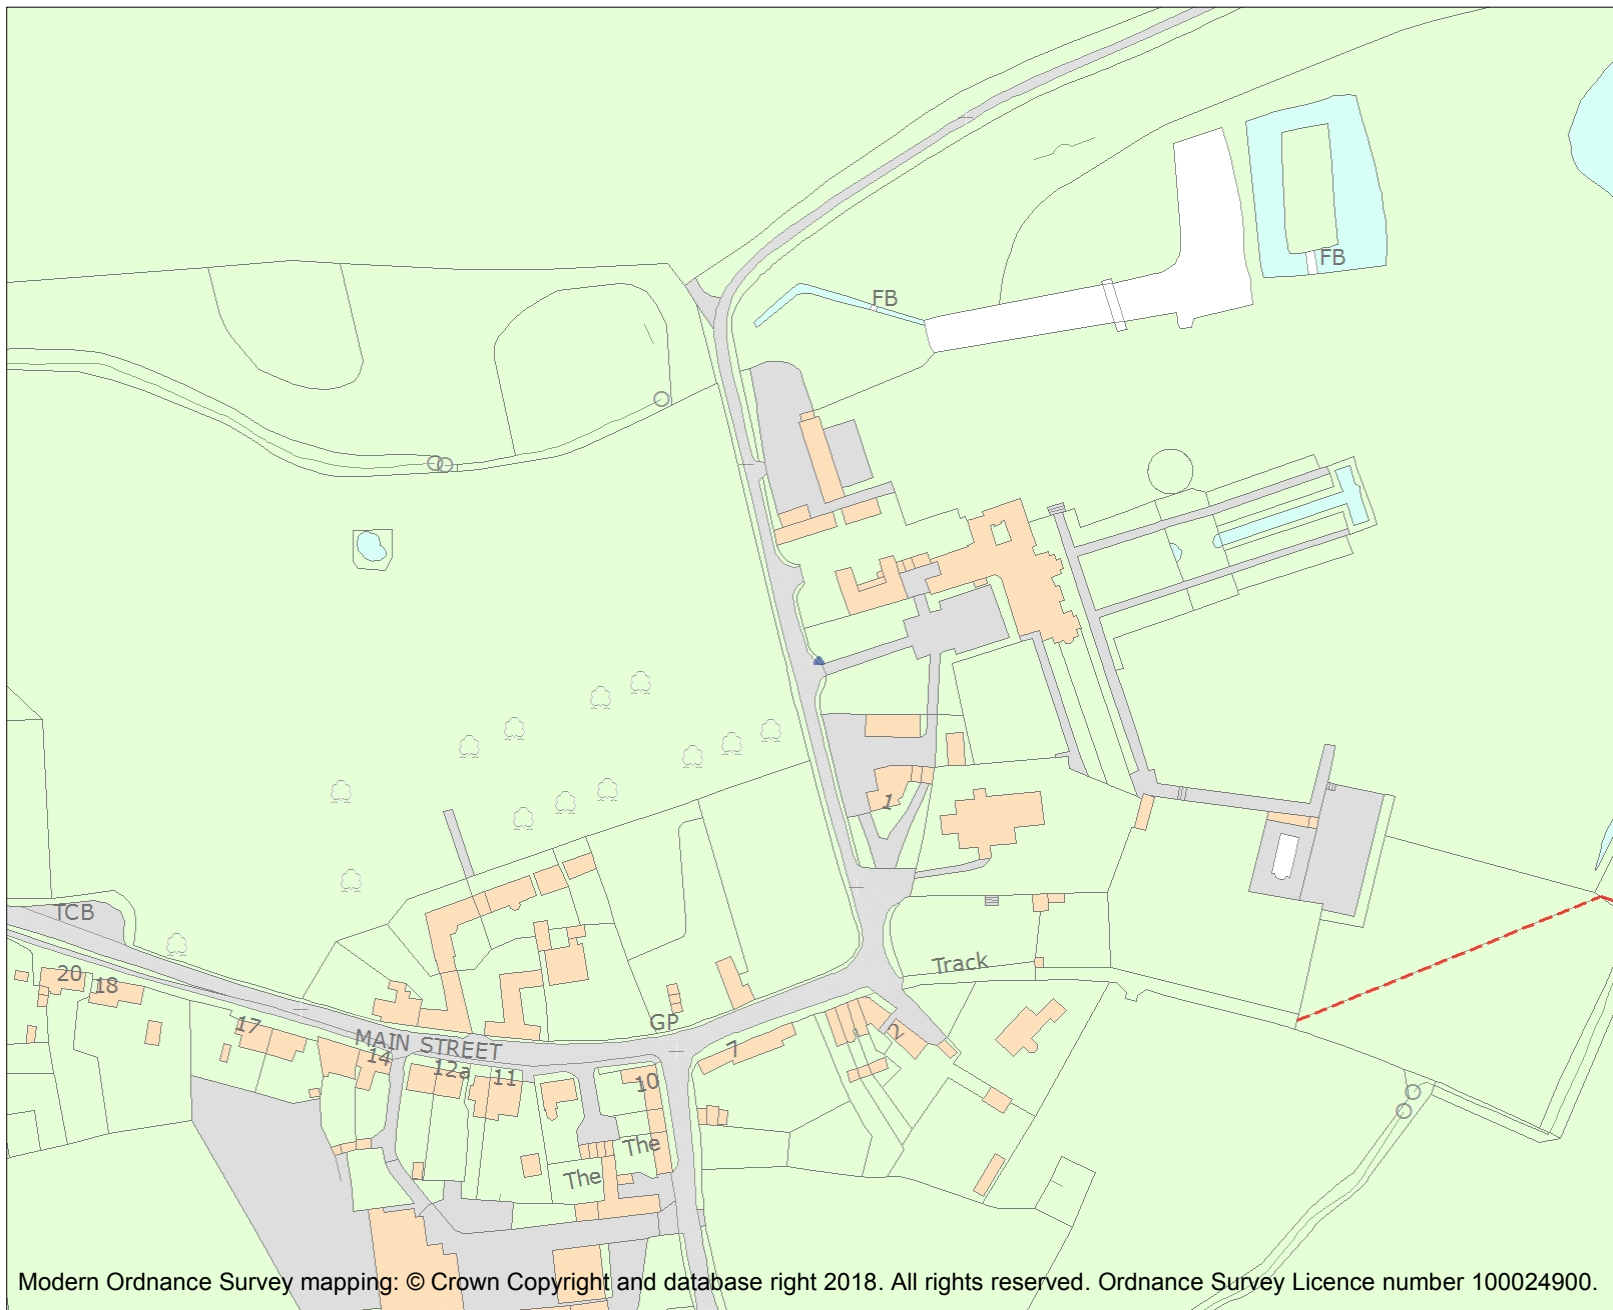 FB
FB
1
TCB
Track
20
18
17
GP
2
MAIN STREET
14
7
12a
11
10
The
The
Modern Ordnance Survey mapping: © Crown Copyright and database right 2018. All rights reserved. Ordnance Survey Licence number 100024900.